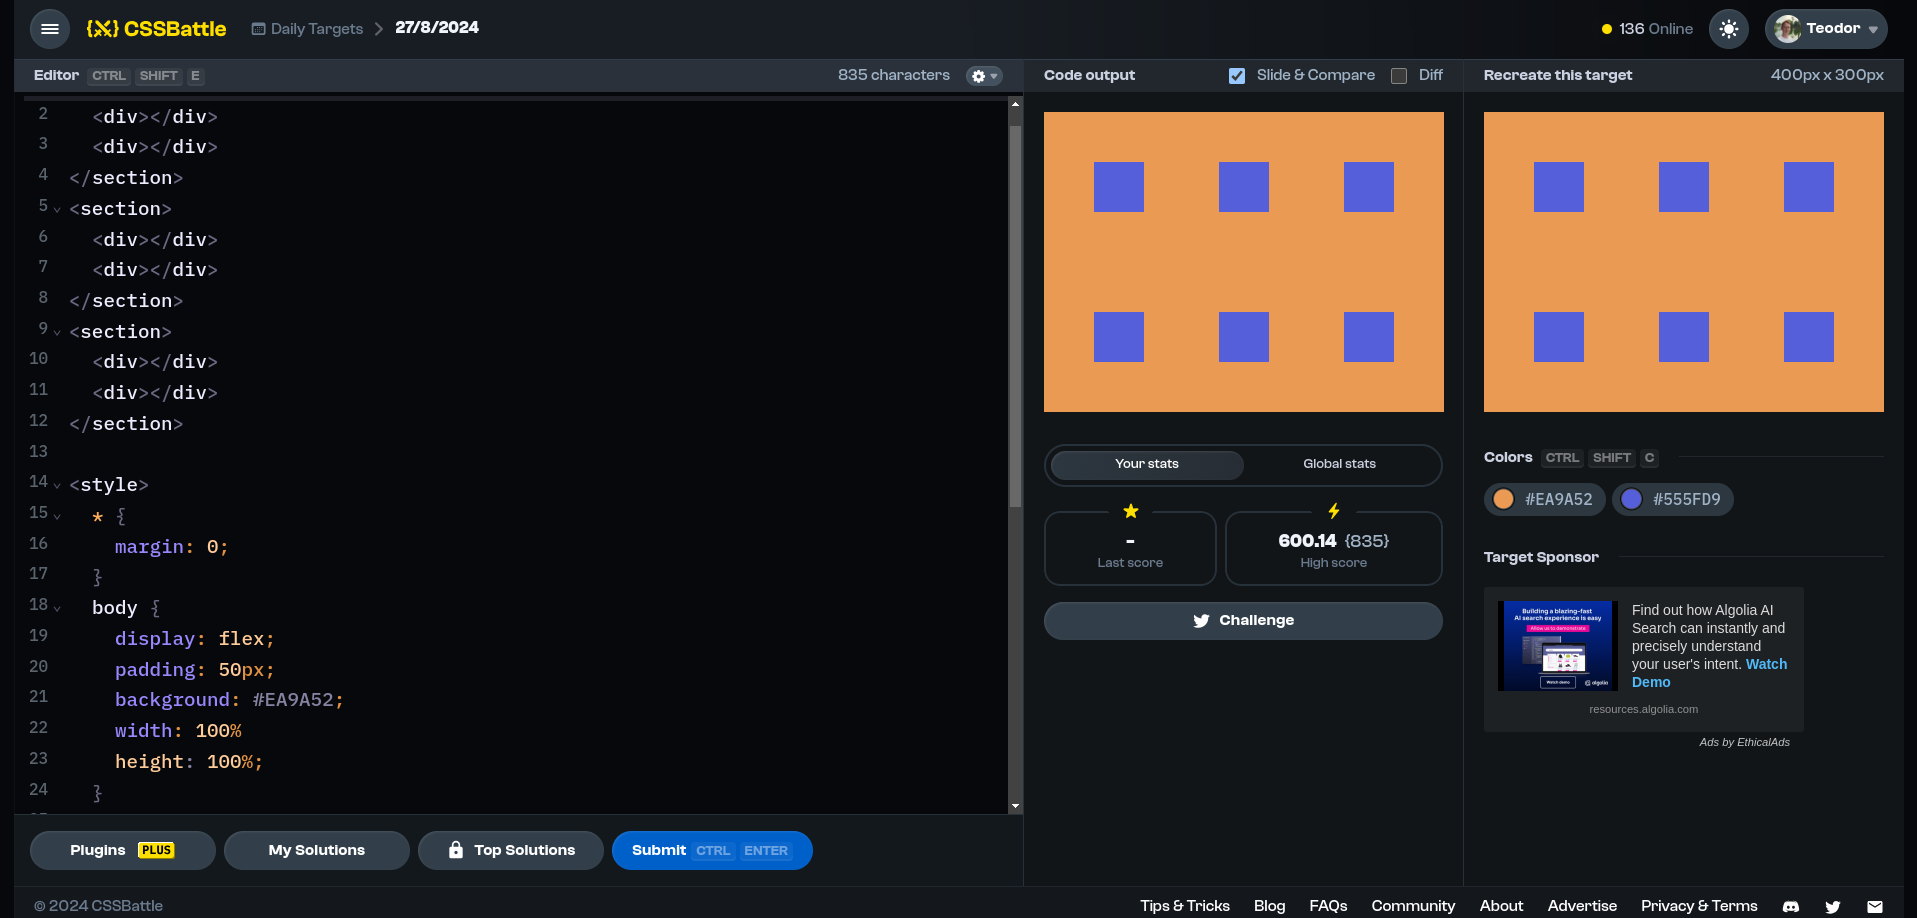 {X} CSSBattle
Daily Targets
27/8/2024
136 Online
Teodor
Editor CTRL SHIFT E
835 characters
Code output
Slide & Compare
Diff
Recreate this target
400px x 300px
2 <div></div>
3 <div></div>
4 </section>
5 <section>
6 <div></div>
7 <div></div>
8 </section>
9 <section>
10 <div></div>
11 <div></div>
12 </section>
13
14 <style>
15 * {
16 margin: 0;
17 }
18 body {
19 display: flex;
20 padding: 50px;
21 background: #EA9A52;
22 width: 100%
23 height: 100%;
24 }
Your stats
Global stats
-
Last score
600.14 {835}
High score
Challenge
Colors CTRL SHIFT C
#EA9A52
#555FD9
Target Sponsor
Building a blazing-fast
AI search experience is easy
Allow us to demonstrate
Watch demo
algolia
Find out how Algolia AI
Search can instantly and
precisely understand
your user's intent. Watch
Demo
resources.algolia.com
Ads by EthicalAds
Plugins PLUS
My Solutions
Top Solutions
Submit CTRL ENTER
© 2024 CSSBattle
Tips & Tricks
Blog
FAQs
Community
About
Advertise
Privacy & Terms